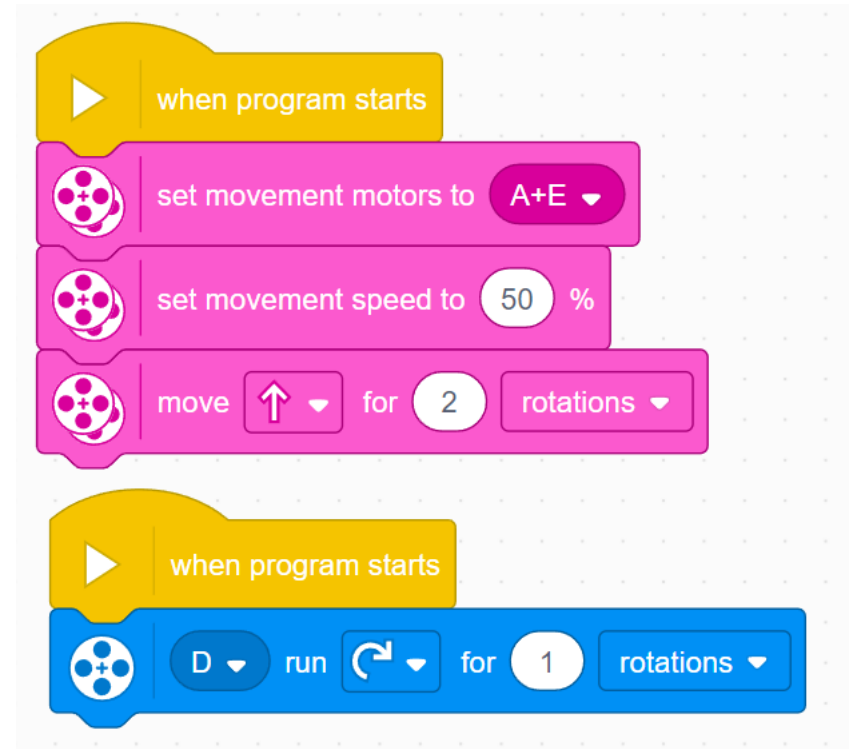 when program starts
set movement motors to A+E
set movement speed to 50 %
move for 2 rotations
when program starts
D run for 1 rotations